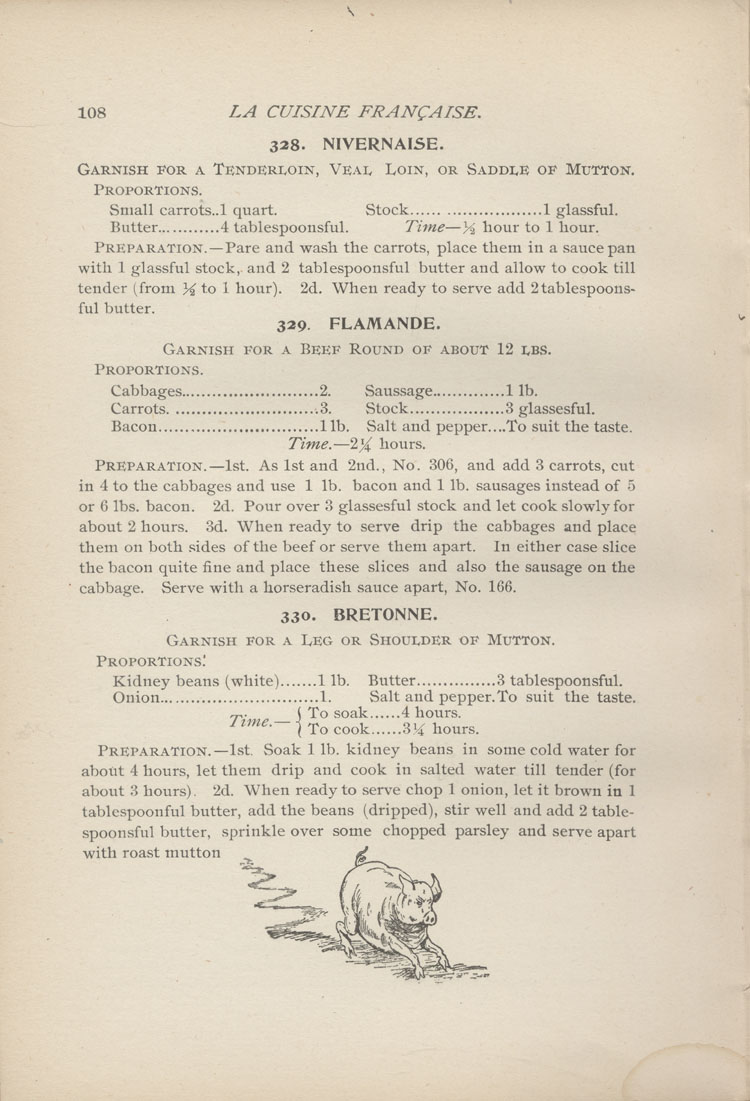 108 LA CUISINE FRANÇAISE.
328. NIVERNAISE.
GARNISH FOR A TENDERLOIN, VEAL LOIN, OR SADDLE OF MUTTON.
PROPORTIONS.
Small carrots..1 quart. Stock...... ..................1 glassful.
Butter...........4 tablespoonsful. Time—½ hour to 1 hour.
PREPARATION.—Pare and wash the carrots, place them in a sauce pan
with 1 glassful stock, and 2 tablespoonsful butter and allow to cook till
tender (from ½ to 1 hour). 2d. When ready to serve add 2 tablespoons-
ful butter.
329. FLAMANDE.
GARNISH FOR A BEEF ROUND OF ABOUT 12 LBS.
PROPORTIONS.
Cabbages.........................2. Saussage.............1 lb.
Carrots. ..........................3. Stock.................3 glassesful.
Bacon.............................1 lb. Salt and pepper....To suit the taste.
Time.—2¼ hours.
PREPARATION.—1st. As 1st and 2nd., No. 306, and add 3 carrots, cut
in 4 to the cabbages and use 1 lb. bacon and 1 lb. sausages instead of 5
or 6 lbs. bacon. 2d. Pour over 3 glassesful stock and let cook slowly for
about 2 hours. 3d. When ready to serve drip the cabbages and place
them on both sides of the beef or serve them apart. In either case slice
the bacon quite fine and place these slices and also the sausage on the
cabbage. Serve with a horseradish sauce apart, No. 166.
330. BRETONNE.
GARNISH FOR A LEG OR SHOULDER OF MUTTON.
PROPORTIONS.
Kidney beans (white).......1 lb. Butter...............3 tablespoonsful.
Onion.............................1. Salt and pepper.To suit the taste.
Time.— { To soak......4 hours.
{ To cook......3¼ hours.
PREPARATION.—1st. Soak 1 lb. kidney beans in some cold water for
about 4 hours, let them drip and cook in salted water till tender (for
about 3 hours). 2d. When ready to serve chop 1 onion, let it brown in 1
tablespoonful butter, add the beans (dripped), stir well and add 2 table-
spoonsful butter, sprinkle over some chopped parsley and serve apart
with roast mutton